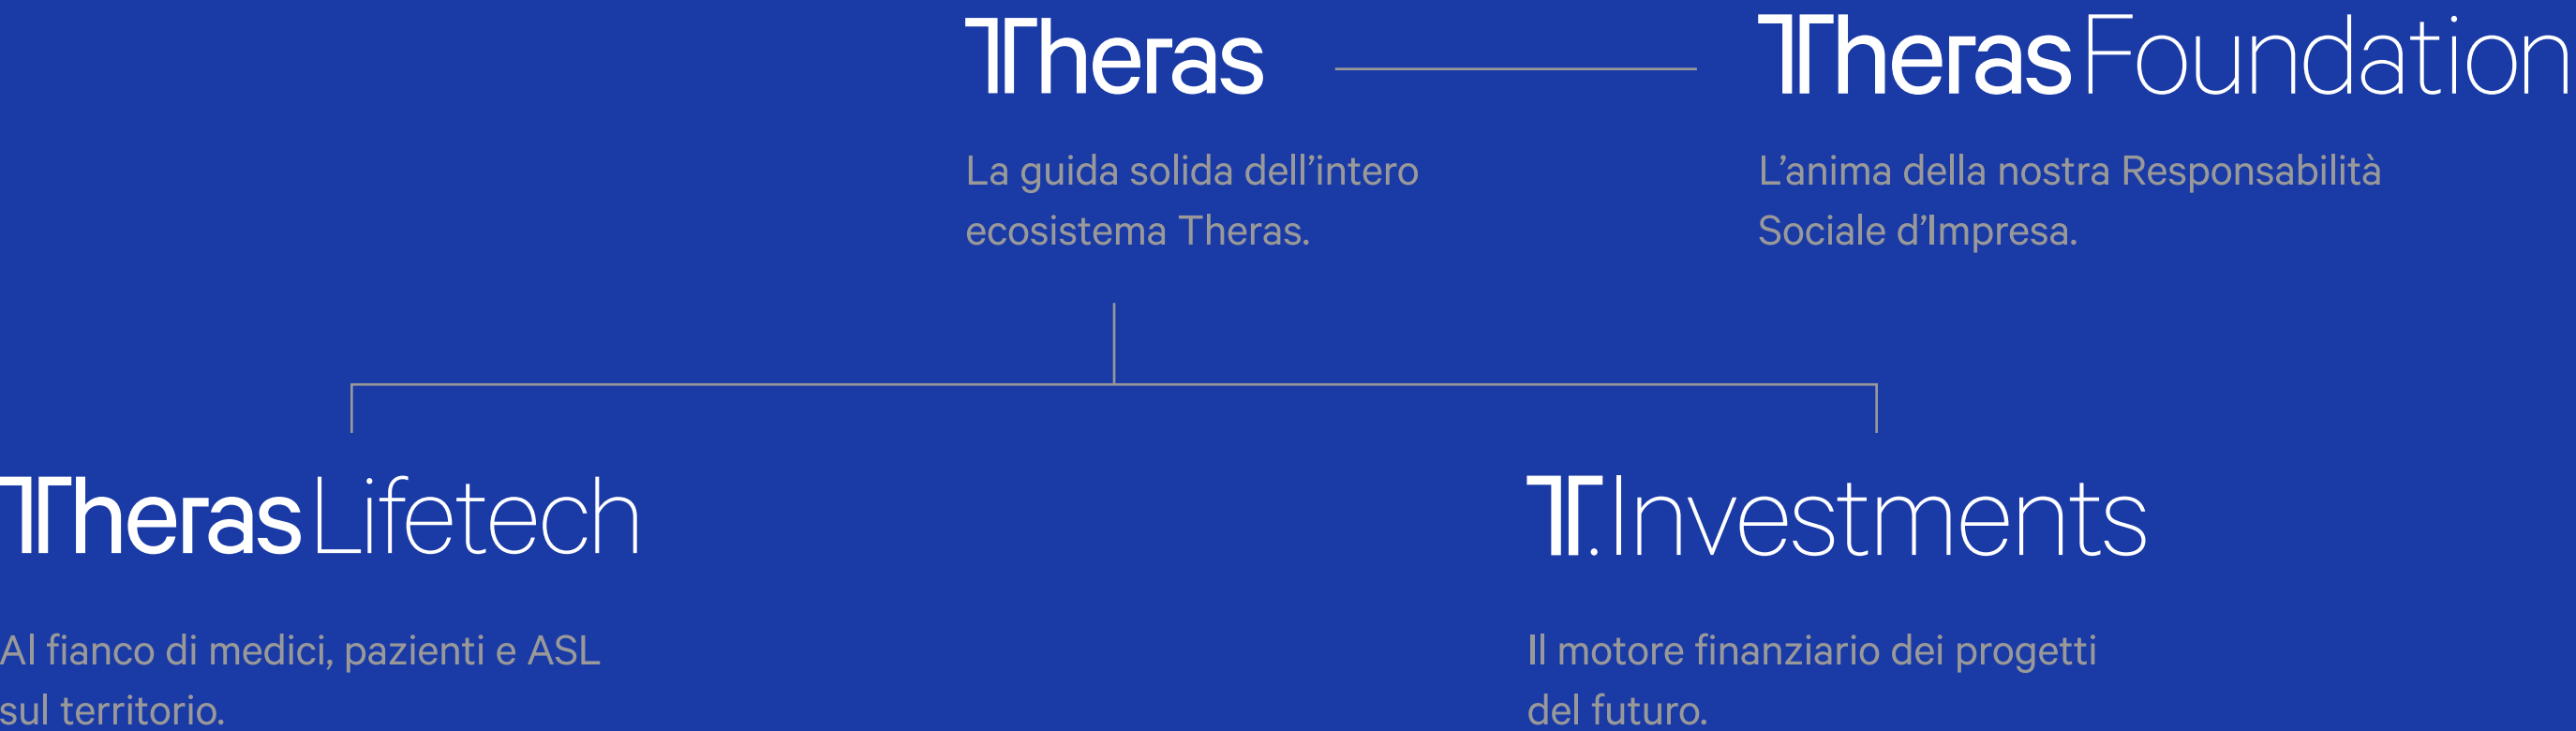 Theras
Theras Foundation
La guida solida dell’intero
ecosistema Theras.
L’anima della nostra Responsabilità
Sociale d’Impresa.
Theras Lifetech
T.Investments
Al fianco di medici, pazienti e ASL
sul territorio.
Il motore finanziario dei progetti
del futuro.